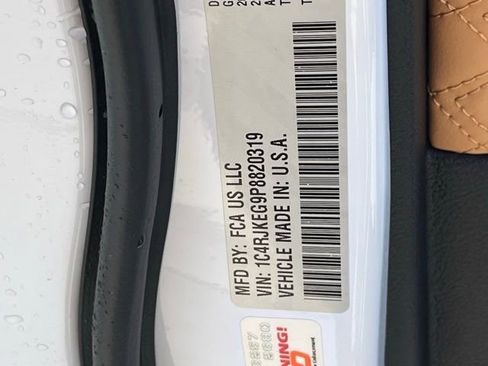 MFD BY: FCA US LLC
VIN: 1C4RJKEG9P8820319
VEHICLE MADE IN: U.S.A.